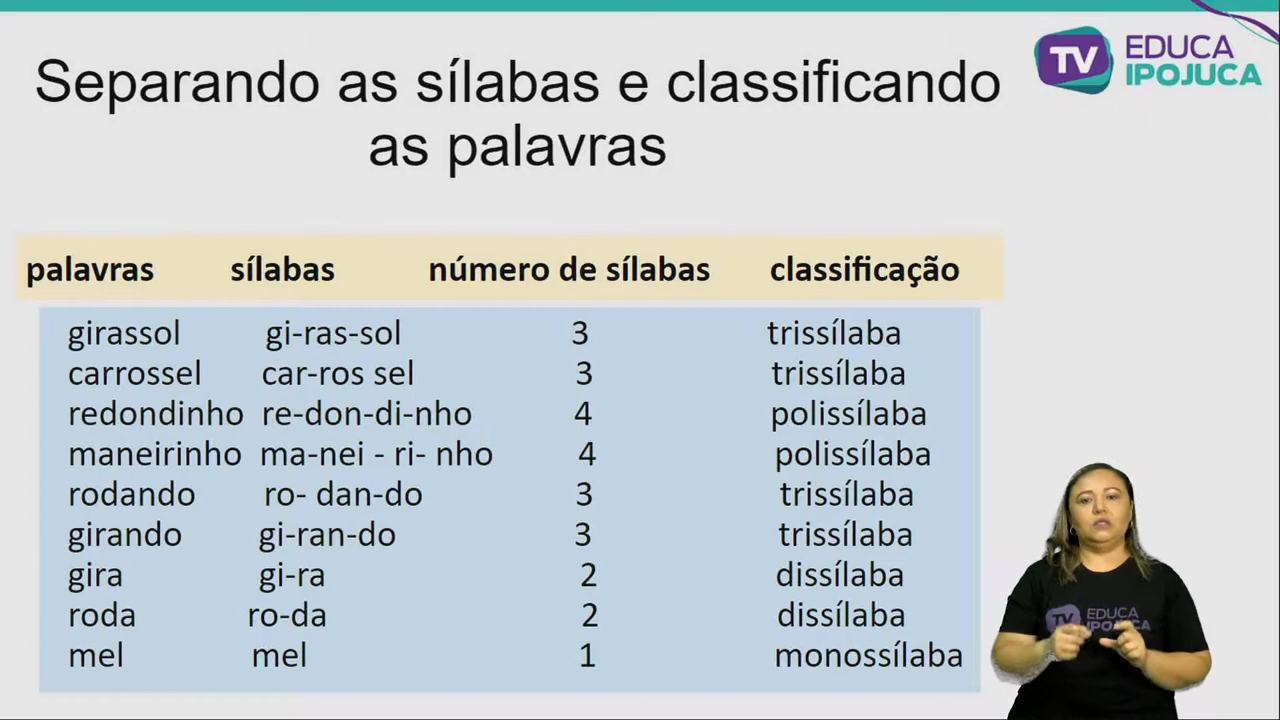 Separando as sílabas e classificando
as palavras
TV EDUCA
IPOJUCA
palavras sílabas número de sílabas classificação
girassol gi-ras-sol 3 trissílaba
carrossel car-ros sel 3 trissílaba
redondinho re-don-di-nho 4 polissílaba
maneirinho ma-nei - ri- nho 4 polissílaba
rodando ro- dan-do 3 trissílaba
girando gi-ran-do 3 trissílaba
gira gi-ra 2 dissílaba
roda ro-da 2 dissílaba
mel mel 1 monossílaba
TV EDUCA
IPOJUCA